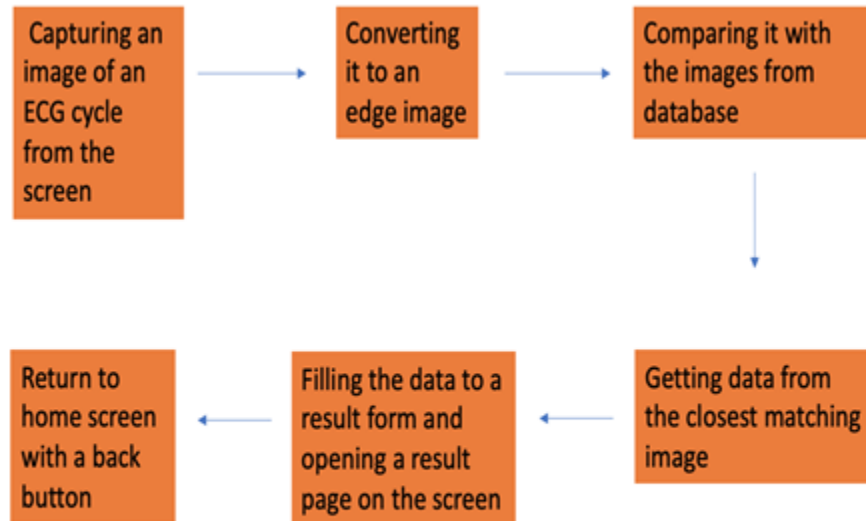 Capturing an
image of an
ECG cycle
from the
screen
Converting
it to an
edge image
Comparing it with
the images from
database
Getting data from
the closest matching
image
Filling the data to a
result form and
opening a result
page on the screen
Return to
home screen
with a back
button